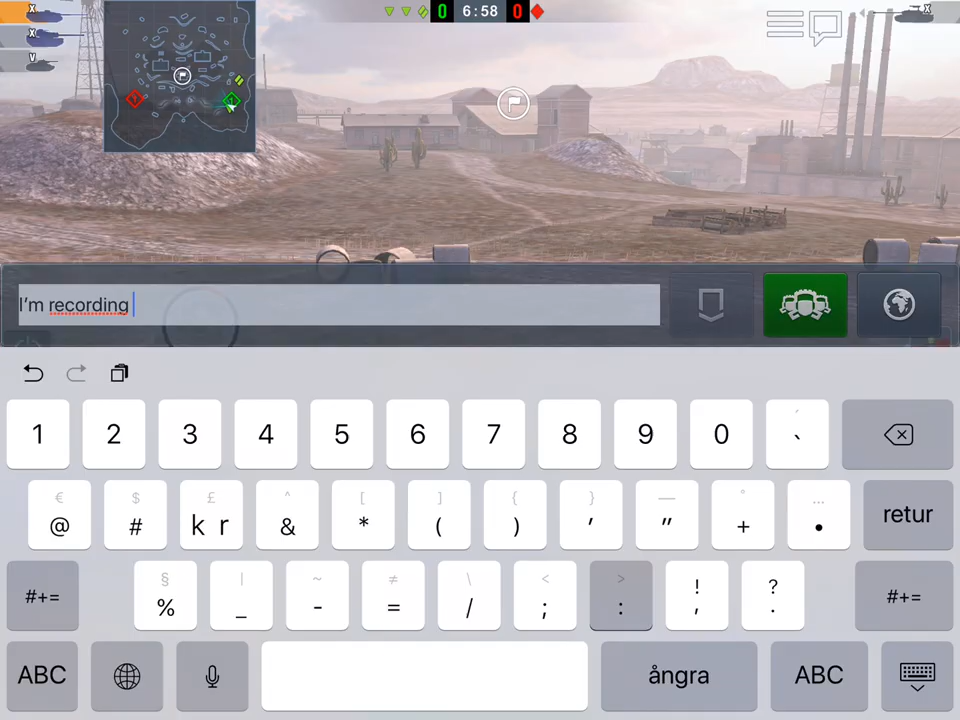 X
X
V
0 6:58 0
X
I'm recording
1 2 3 4 5 6 7 8 9 0 ´ `
€ $ £ ^ [ ] { } — ° …
@ # k r & * ( ) ' " + •
retur
#+= § | ~ ≠ \ < > ! ? #+=
% _ - = / ; : , .
ABC ångra ABC